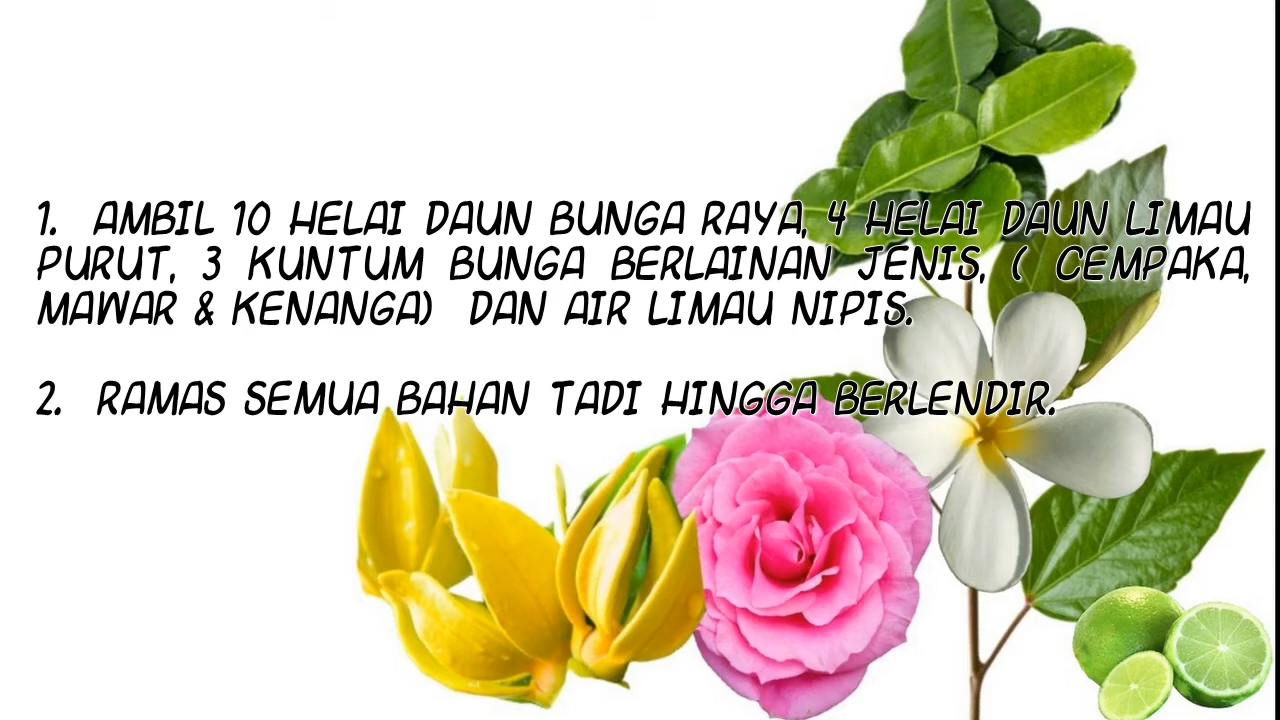 1. AMBIL 10 HELAI DAUN BUNGA RAYA, 4 HELAI DAUN LIMAU
PURUT, 3 KUNTUM BUNGA BERLAINAN JENIS, ( CEMPAKA,
MAWAR & KENANGA) DAN AIR LIMAU NIPIS.
2. RAMAS SEMUA BAHAN TADI HINGGA BERLENDIR.